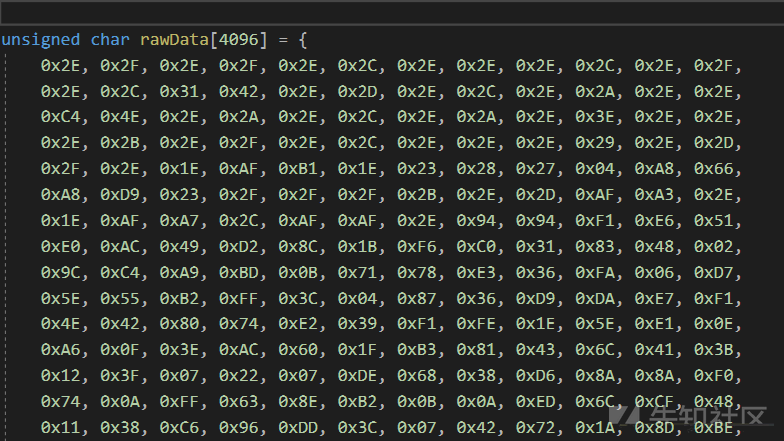 unsigned char rawData[4096] = {
0x2E, 0x2F, 0x2E, 0x2F, 0x2E, 0x2C, 0x2E, 0x2E, 0x2E, 0x2C, 0x2E, 0x2F,
0x2E, 0x2C, 0x31, 0x42, 0x2E, 0x2D, 0x2E, 0x2C, 0x2E, 0x2A, 0x2E, 0x2E,
0xC4, 0x4E, 0x2E, 0x2A, 0x2E, 0x2C, 0x2E, 0x2A, 0x2E, 0x3E, 0x2E, 0x2E,
0x2E, 0x2B, 0x2E, 0x2F, 0x2E, 0x2C, 0x2E, 0x2E, 0x2E, 0x29, 0x2E, 0x2D,
0x2F, 0x2E, 0x1E, 0xAF, 0xB1, 0x1E, 0x23, 0x28, 0x27, 0x04, 0xA8, 0x66,
0xA8, 0xD9, 0x23, 0x2F, 0x2F, 0x2F, 0x2B, 0x2E, 0x2D, 0xAF, 0xA3, 0x2E,
0x1E, 0xAF, 0xA7, 0x2C, 0xAF, 0xAF, 0x2E, 0x94, 0x94, 0xF1, 0xE6, 0x51,
0xE0, 0xAC, 0x49, 0xD2, 0x8C, 0x1B, 0xF6, 0xC0, 0x31, 0x83, 0x48, 0x02,
0x9C, 0xC4, 0xA9, 0xBD, 0x0B, 0x71, 0x78, 0xE3, 0x36, 0xFA, 0x06, 0xD7,
0x5E, 0x55, 0xB2, 0xFF, 0x3C, 0x04, 0x87, 0x36, 0xD9, 0xDA, 0xE7, 0xF1,
0x4E, 0x42, 0x80, 0x74, 0xE2, 0x39, 0xF1, 0xFE, 0x1E, 0x5E, 0xE1, 0x0E,
0xA6, 0x0F, 0x3E, 0xAC, 0x60, 0x1F, 0xB3, 0x81, 0x43, 0x6C, 0x41, 0x3B,
0x12, 0x3F, 0x07, 0x22, 0x07, 0xDE, 0x68, 0x38, 0xD6, 0x8A, 0x8A, 0xF0,
0x74, 0x0A, 0xFF, 0x63, 0x8E, 0xB2, 0x0B, 0x0A, 0xED, 0x6C, 0xCF, 0x48,
0x11, 0x38, 0xC6, 0x96, 0xDD, 0x3C, 0x07, 0x42, 0x72, 0x1A, 0x8D, 0xBE,
先知社区